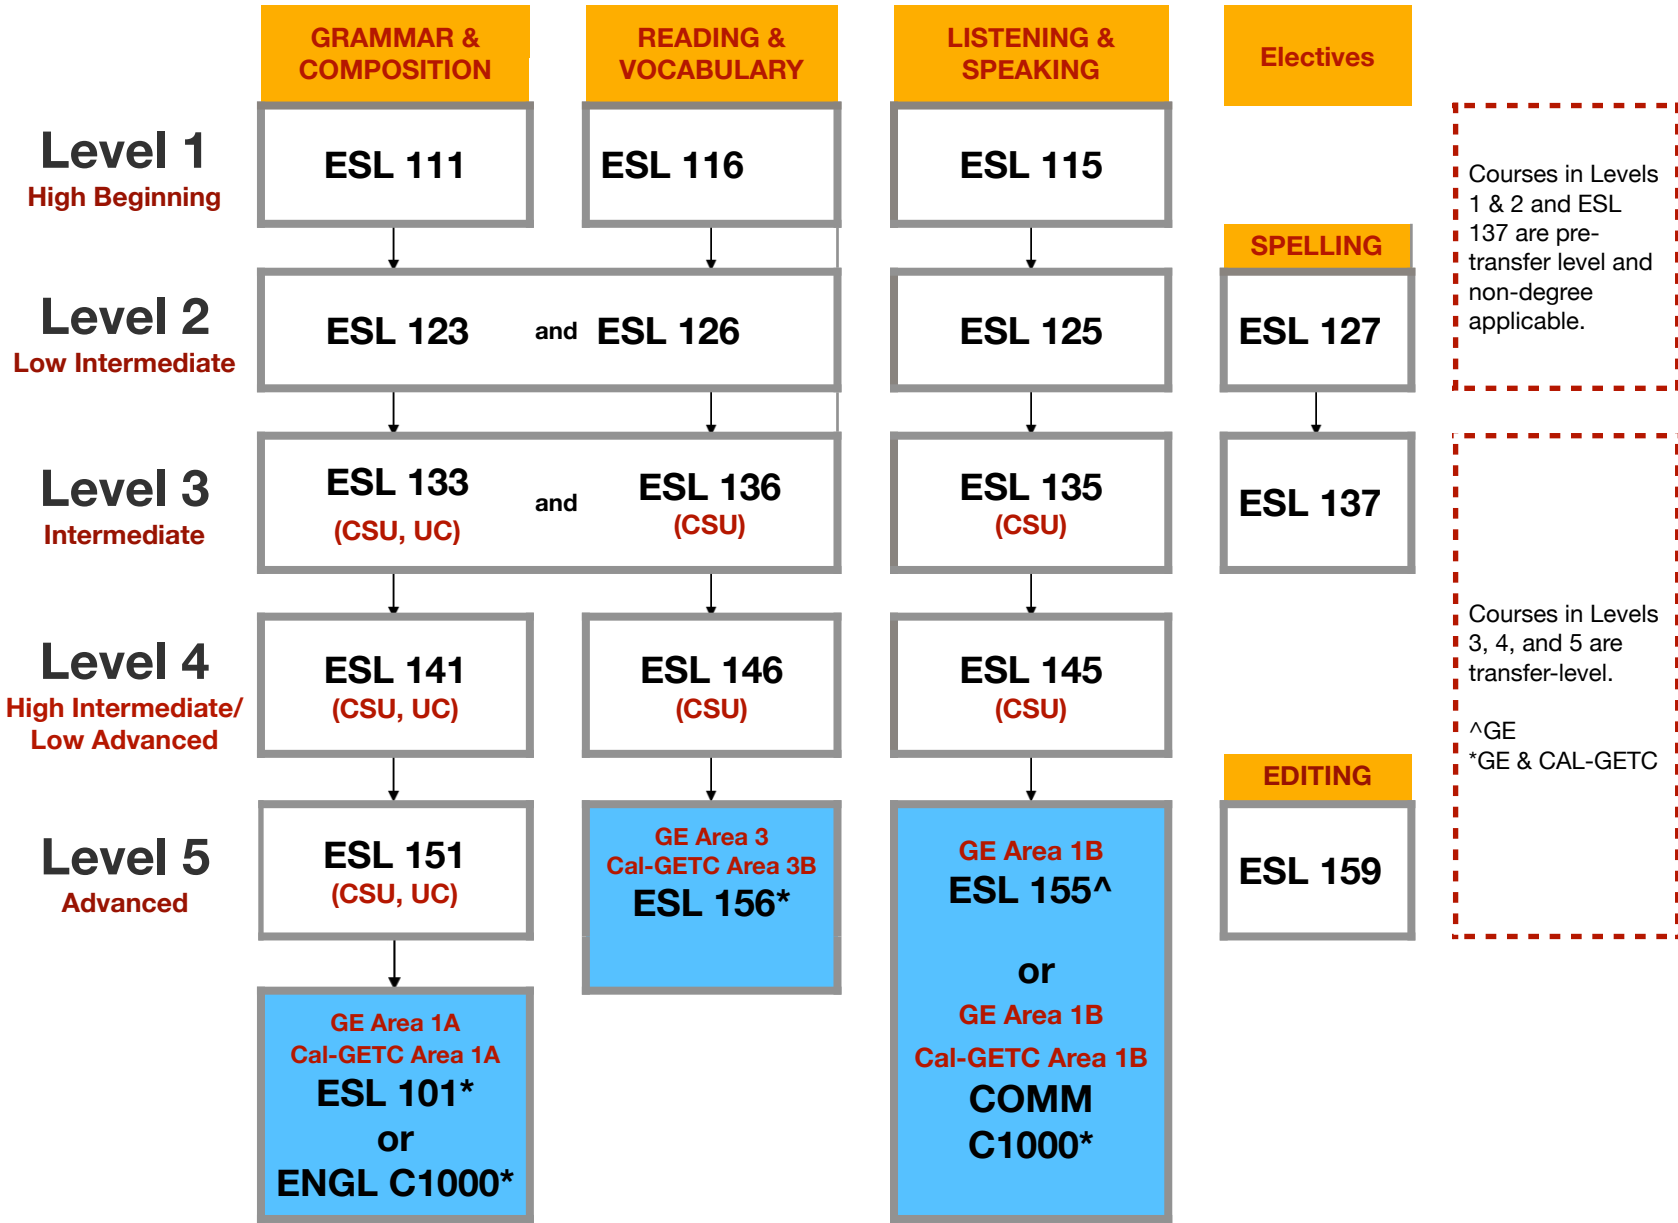 GRAMMAR &
COMPOSITION
READING &
VOCABULARY
LISTENING &
SPEAKING
Electives
Level 1
High Beginning
ESL 111
ESL 116
ESL 115
Courses in Levels
1 & 2 and ESL
137 are pre-
transfer level and
non-degree
applicable.
SPELLING
Level 2
Low Intermediate
ESL 123
and
ESL 126
ESL 125
ESL 127
Level 3
Intermediate
ESL 133
(CSU, UC)
and
ESL 136
(CSU)
ESL 135
(CSU)
ESL 137
Courses in Levels
3, 4, and 5 are
transfer-level.
^GE
*GE & CAL-GETC
Level 4
High Intermediate/
Low Advanced
ESL 141
(CSU, UC)
ESL 146
(CSU)
ESL 145
(CSU)
EDITING
Level 5
Advanced
ESL 151
(CSU, UC)
GE Area 3
Cal-GETC Area 3B
ESL 156*
GE Area 1B
ESL 155^
or
GE Area 1B
Cal-GETC Area 1B
COMM
C1000*
ESL 159
GE Area 1A
Cal-GETC Area 1A
ESL 101*
or
ENGL C1000*